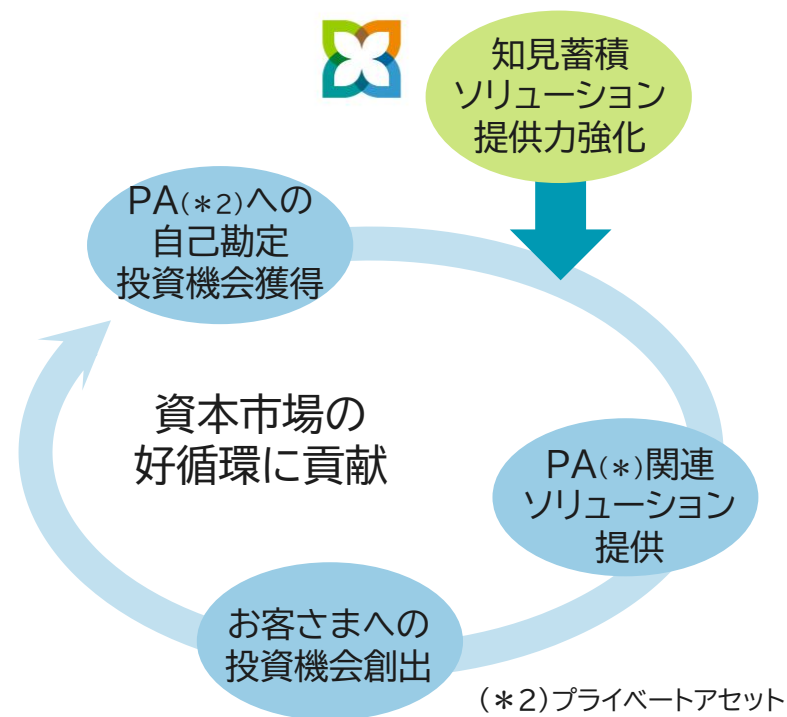 知見蓄積
ソリューション
提供力強化
PA(*2)への
自己勘定
投資機会獲得
資本市場の
好循環に貢献
PA(*)関連
ソリューション
提供
お客さまへの
投資機会創出
(*2)プライベートアセット